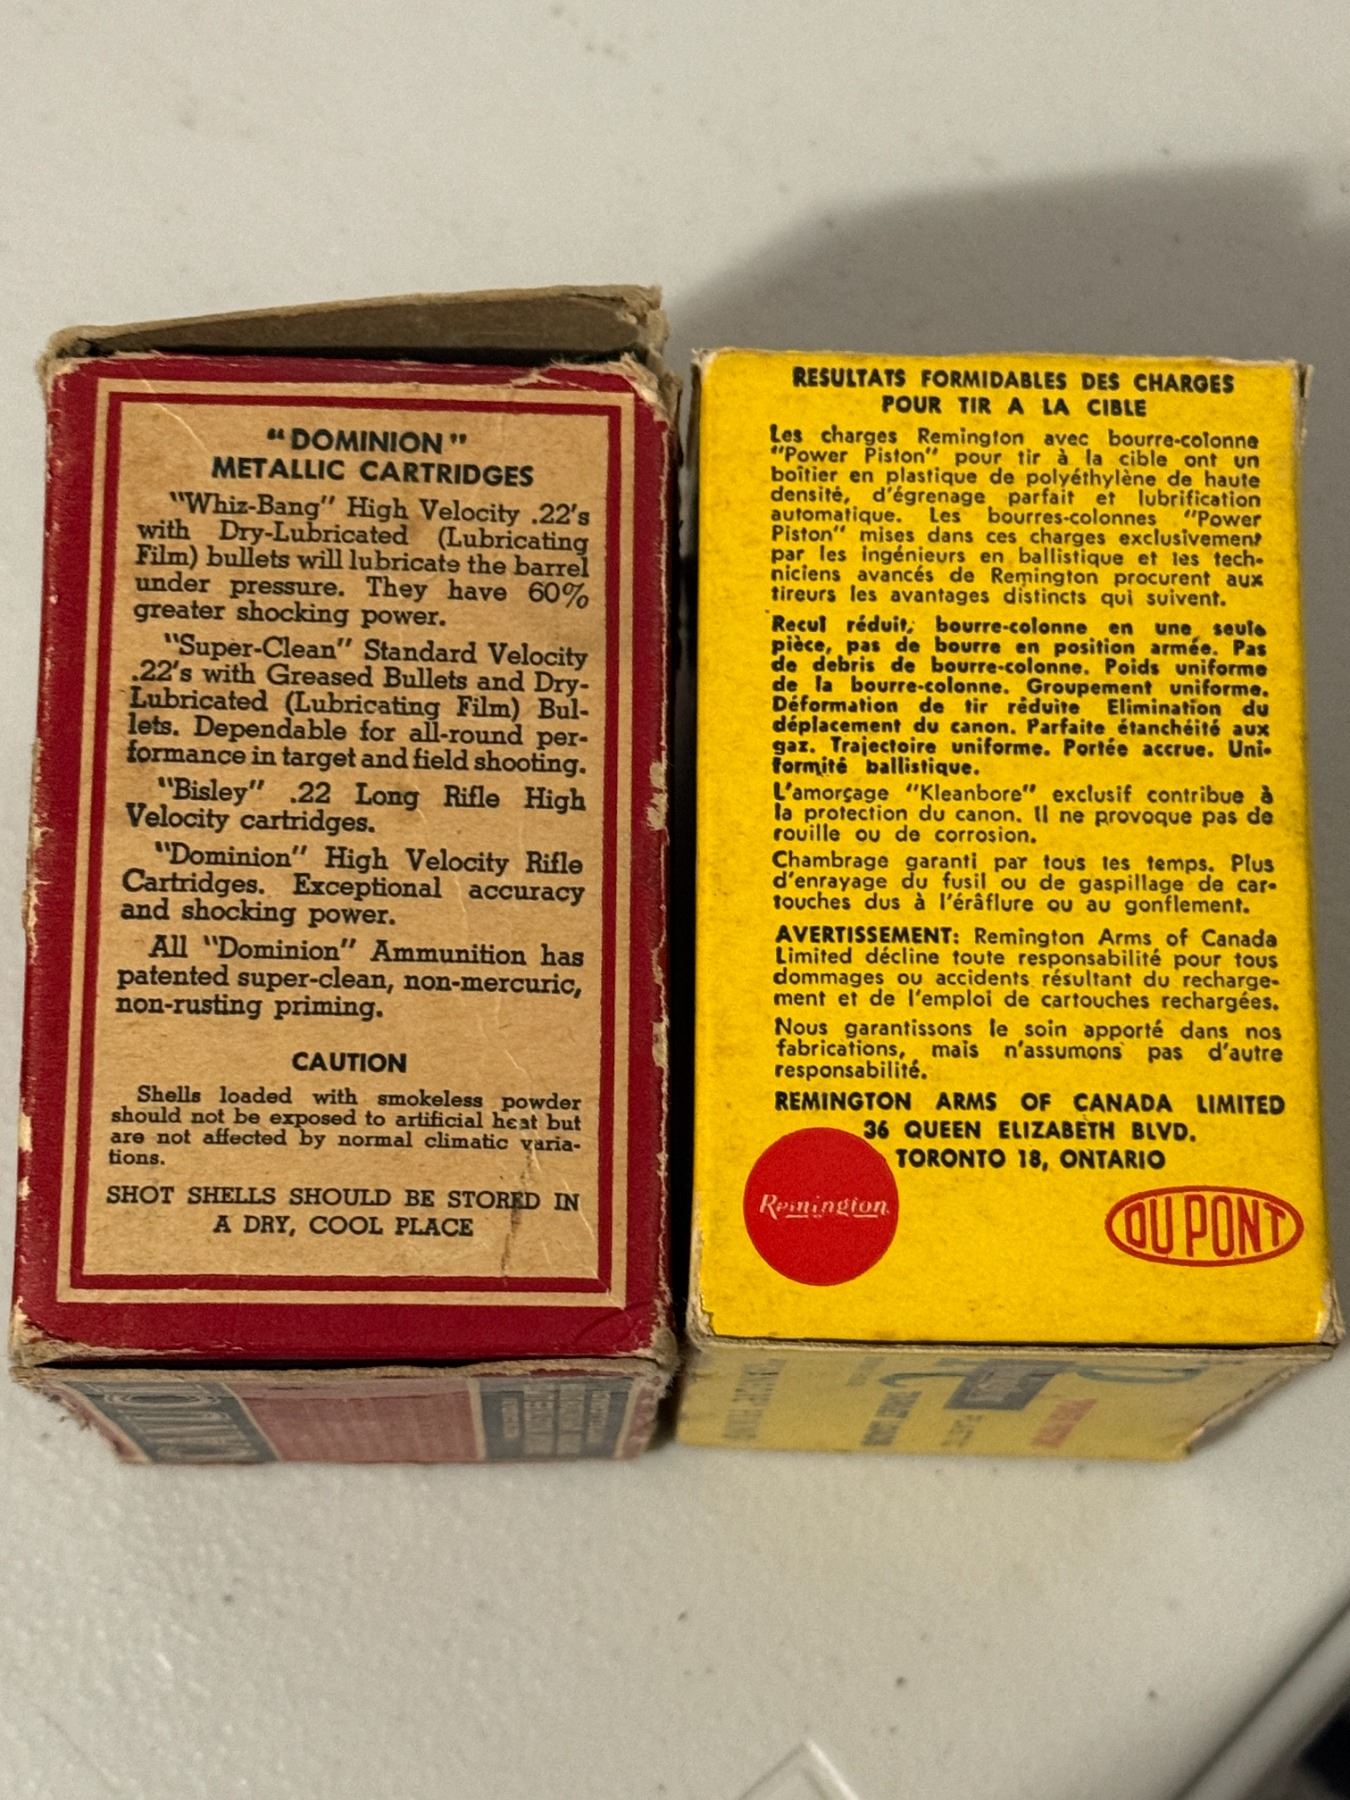 "DOMINION"
METALLIC CARTRIDGES
"Whiz-Bang" High Velocity .22's
with Dry-Lubricated (Lubricating
Film) bullets will lubricate the barrel
under pressure. They have 60%
greater shocking power.
"Super-Clean" Standard Velocity
.22's with Greased Bullets and Dry-
Lubricated (Lubricating Film) Bul-
lets. Dependable for all-round per-
formance in target and field shooting.
"Bisley" .22 Long Rifle High
Velocity cartridges.
"Dominion" High Velocity Rifle
Cartridges. Exceptional accuracy
and shocking power.
All "Dominion" Ammunition has
patented super-clean, non-mercuric,
non-rusting priming.
CAUTION
Shells loaded with smokeless powder
should not be exposed to artificial heat but
are not affected by normal climatic varia-
tions.
SHOT SHELLS SHOULD BE STORED IN
A DRY, COOL PLACE
RESULTATS FORMIDABLES DES CHARGES
POUR TIR A LA CIBLE
Les charges Remington avec bourre-colonne
"Power Piston" pour tir à la cible ont un
boîtier en plastique de polyéthylène de haute
densité, d'égrenage parfait et lubrification
automatique. Les bourres-colonnes "Power
Piston" mises dans ces charges exclusivement
par les ingénieurs en ballistique et les tech-
niciens avancés de Remington procurent aux
tireurs les avantages distincts qui suivent.
Recul réduit, bourre-colonne en une seule
pièce, pas de bourre en position armée. Pas
de debris de bourre-colonne. Poids uniforme
de la bourre-colonne. Groupement uniforme.
Déformation de tir réduite Elimination du
déplacement du canon. Parfaite étanchéité aux
gaz. Trajectoire uniforme. Portée accrue. Uni-
formité ballistique.
L'amorçage "Kleanbore" exclusif contribue à
la protection du canon. Il ne provoque pas de
rouille ou de corrosion.
Chambrage garanti par tous les temps. Plus
d'enrayage du fusil ou de gaspillage de car-
touches dus à l'éráflure ou au gonflement.
AVERTISSEMENT: Remington Arms of Canada
Limited décline toute responsabilité pour tous
dommages ou accidents résultant du recharge-
ment et de l'emploi de cartouches rechargées.
Nous garantissons le soin apporté dans nos
fabrications, mais n'assumons pas d'autre
responsabilité.
REMINGTON ARMS OF CANADA LIMITED
36 QUEEN ELIZABETH BLVD.
TORONTO 18, ONTARIO
Remington
DU PONT